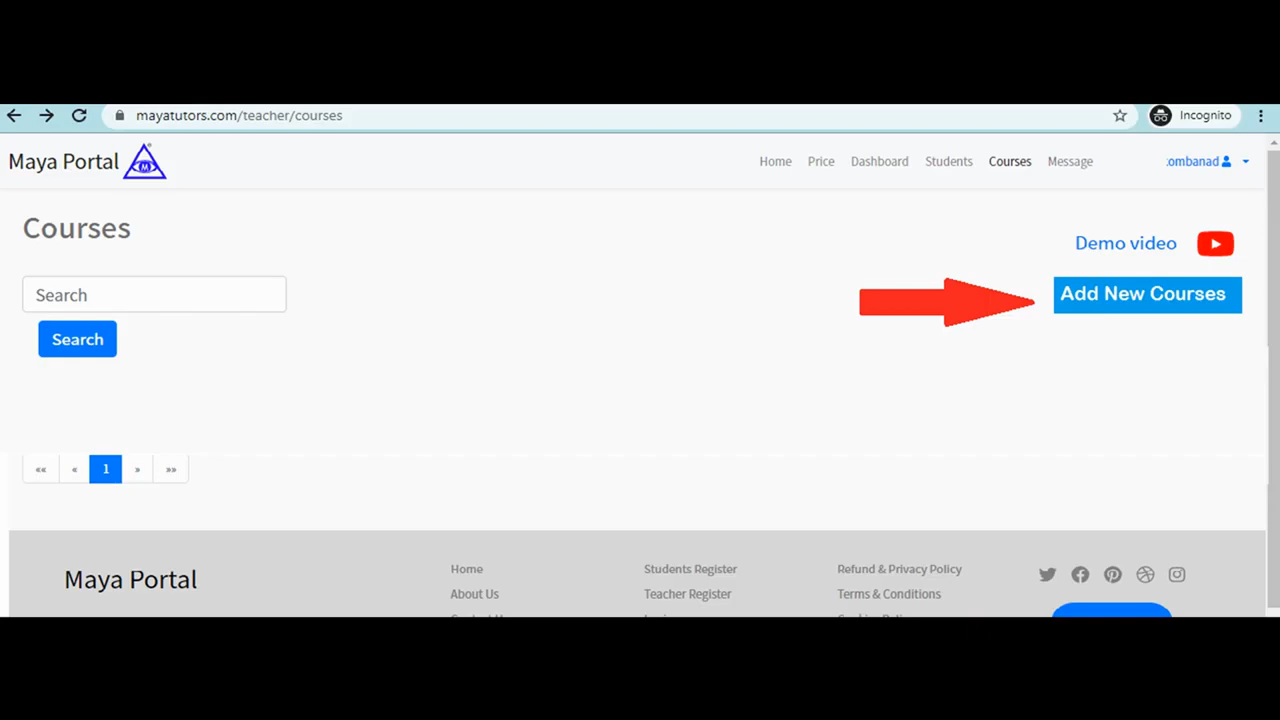 mayatutors.com/teacher/courses
Incognito
Maya Portal
M
Home Price Dashboard Students Courses Message
ombanad
Courses
Demo video
Search
Add New Courses
Search
«« « 1 » »»
Maya Portal
Home Students Register Refund & Privacy Policy
About Us Teacher Register Terms & Conditions